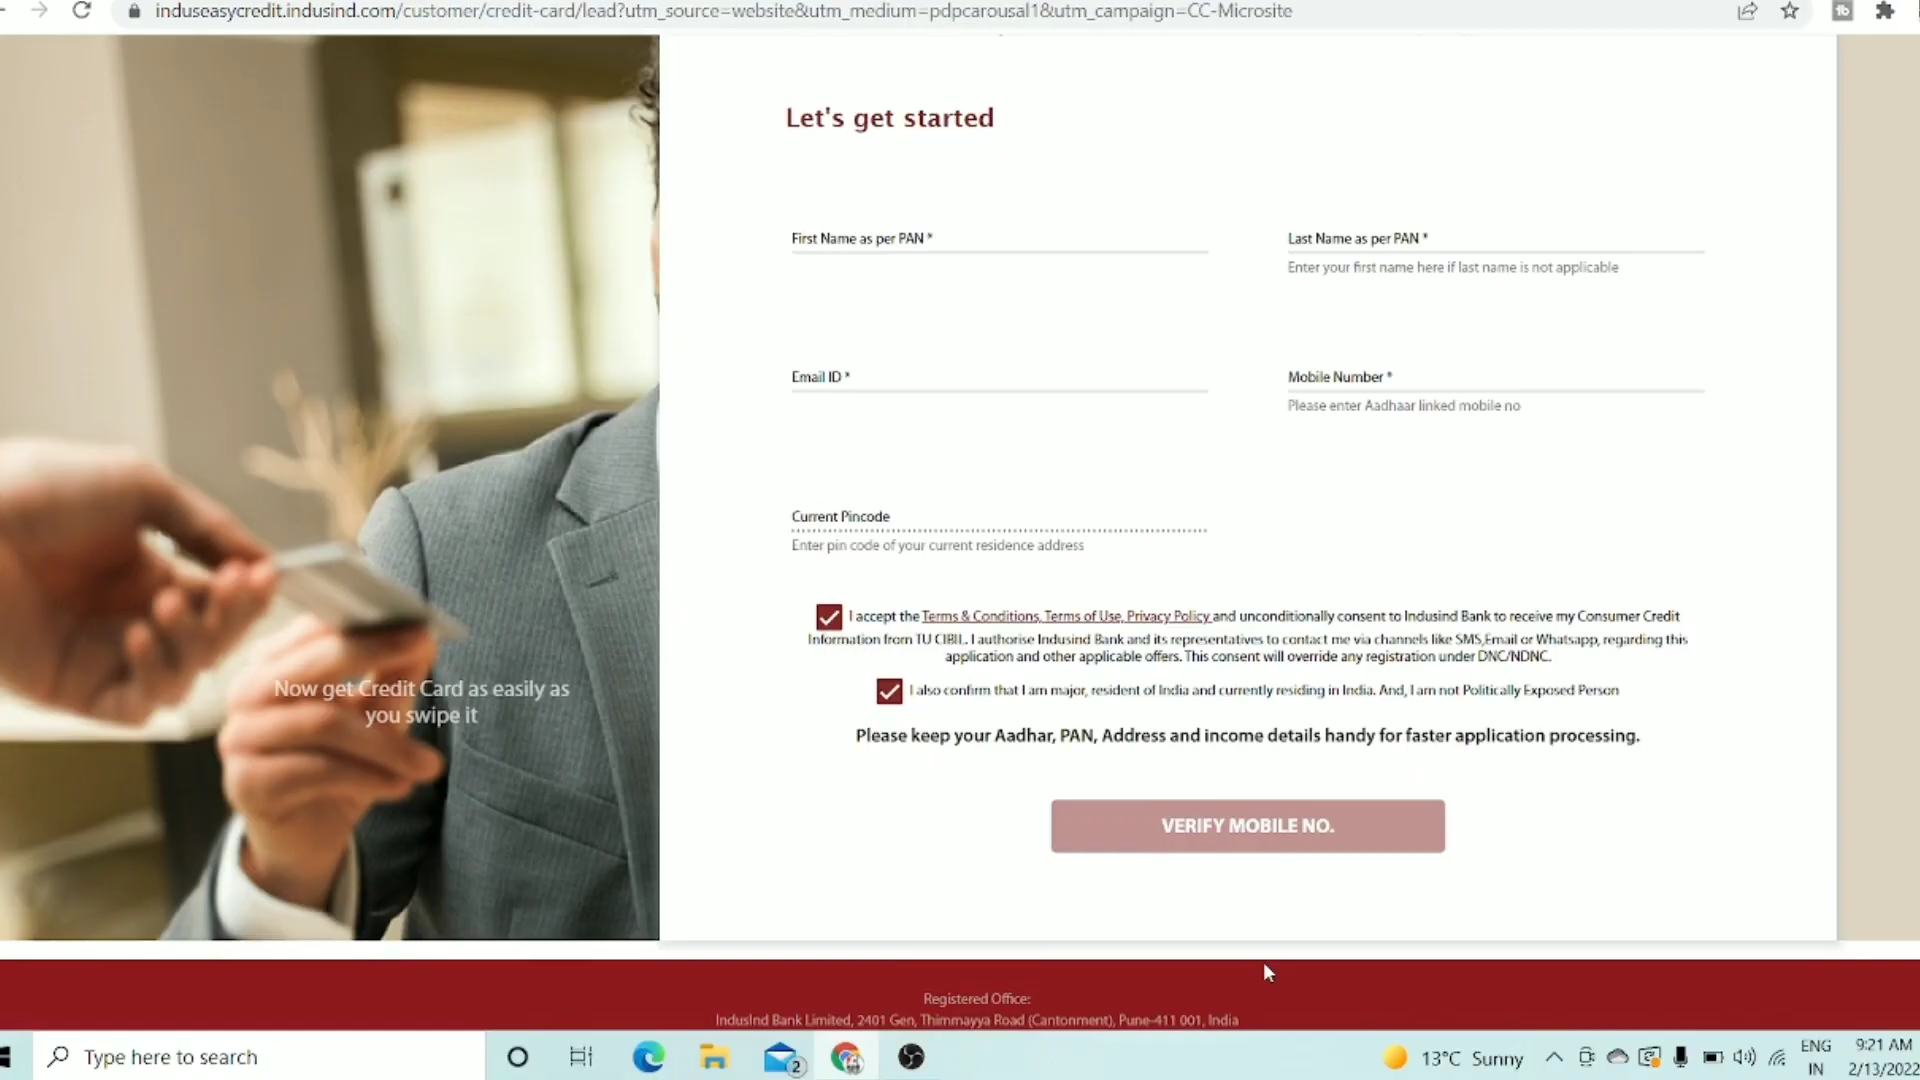 induseasycredit.indusind.com/customer/credit-card/lead?utm_source=website&utm_medium=pdpcarousal1&utm_campaign=CC-Microsite
Let's get started
First Name as per PAN *
Last Name as per PAN *
Enter your first name here if last name is not applicable
Email ID *
Mobile Number *
Please enter Aadhaar linked mobile no
Current Pincode
Enter pin code of your current residence address
I accept the Terms & Conditions, Terms of Use, Privacy Policy and unconditionally consent to Indusind Bank to receive my Consumer Credit
Information from TU CIBIL. I authorise Indusind Bank and its representatives to contact me via channels like SMS,Email or Whatsapp, regarding this
application and other applicable offers. This consent will override any registration under DNC/NDNC.
I also confirm that I am major, resident of India and currently residing in India. And, I am not Politically Exposed Person
Please keep your Aadhar, PAN, Address and income details handy for faster application processing.
VERIFY MOBILE NO.
Now get Credit Card as easily as
you swipe it
Registered Office:
IndusInd Bank Limited, 2401 Gen, Thimmayya Road (Cantonment), Pune-411 001, India
Type here to search
2
13°C Sunny
ENG
IN
9:21 AM
2/13/2022